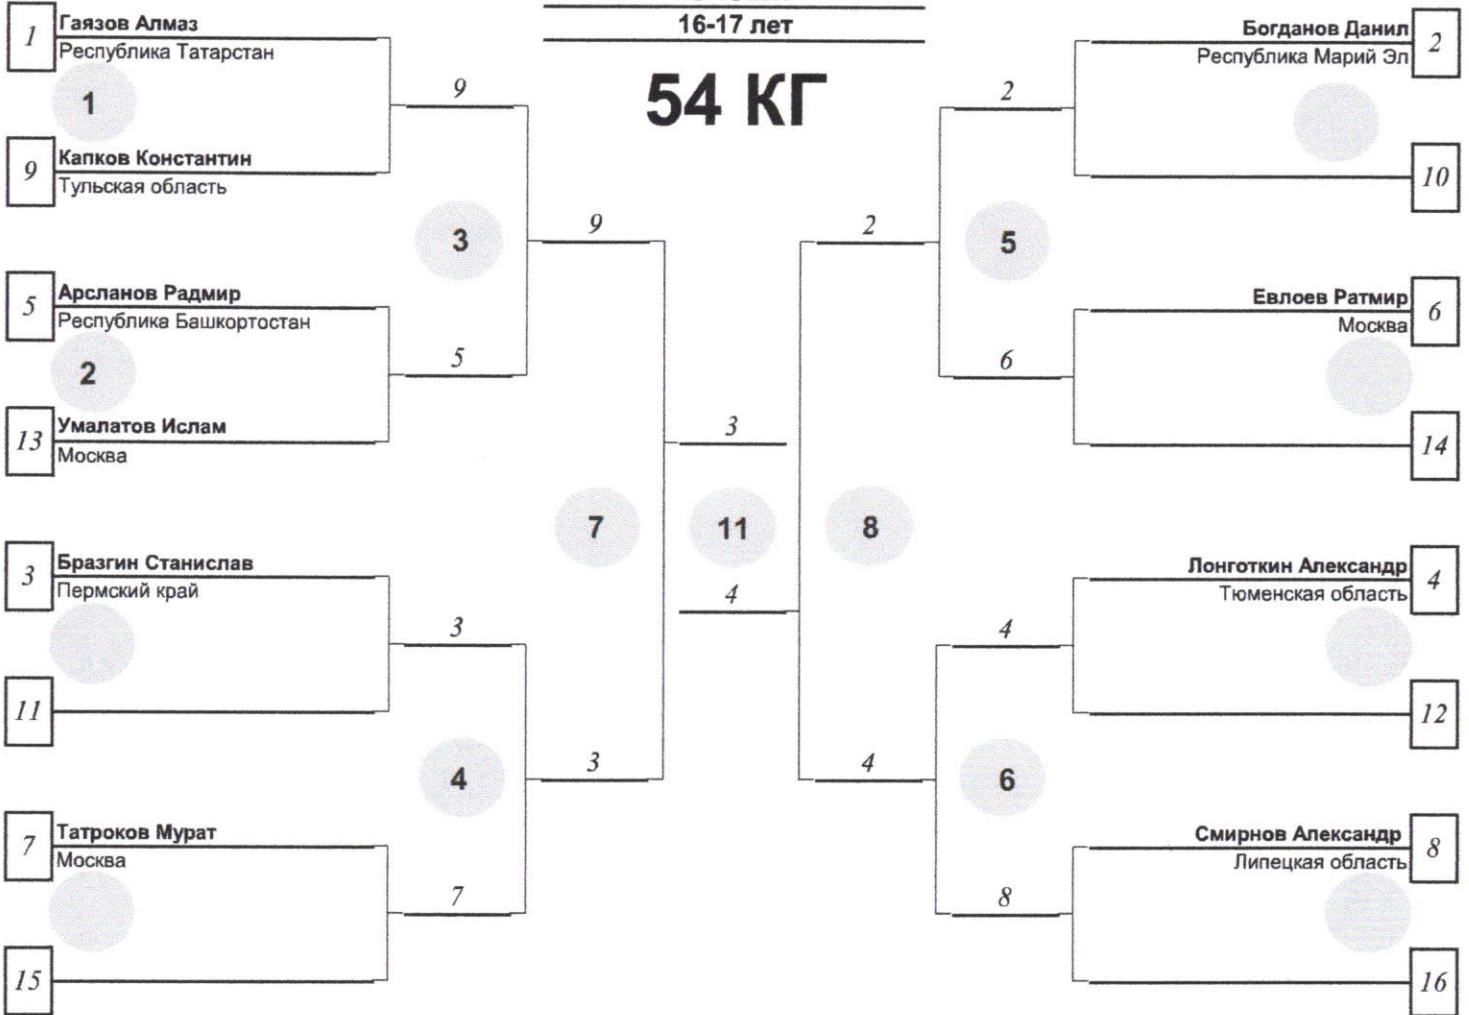 16-17 лет
54 КГ
1
Гаязов Алмаз
Республика Татарстан
1
9
9
Капков Константин
Тульская область
3
9
5
Арсланов Радмир
Республика Башкортостан
2
5
13
Умалатов Ислам
Москва
3
7
11
8
4
3
Бразгин Станислав
Пермский край
3
11
4
3
7
Татроков Мурат
Москва
7
15
Богданов Данил
2
Республика Марий Эл
2
10
2
5
Евлоев Ратмир
6
Москва
6
14
Лонготкин Александр
4
Тюменская область
4
12
4
6
Смирнов Александр
8
Липецкая область
8
16